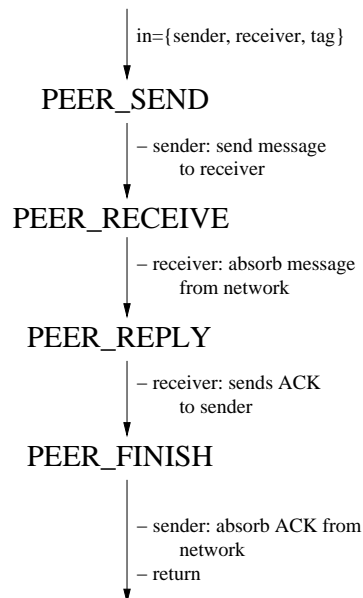 in={sender, receiver, tag}
PEER_SEND
– sender: send message
to receiver
PEER_RECEIVE
– receiver: absorb message
from network
PEER_REPLY
– receiver: sends ACK
to sender
PEER_FINISH
– sender: absorb ACK from
network
– return